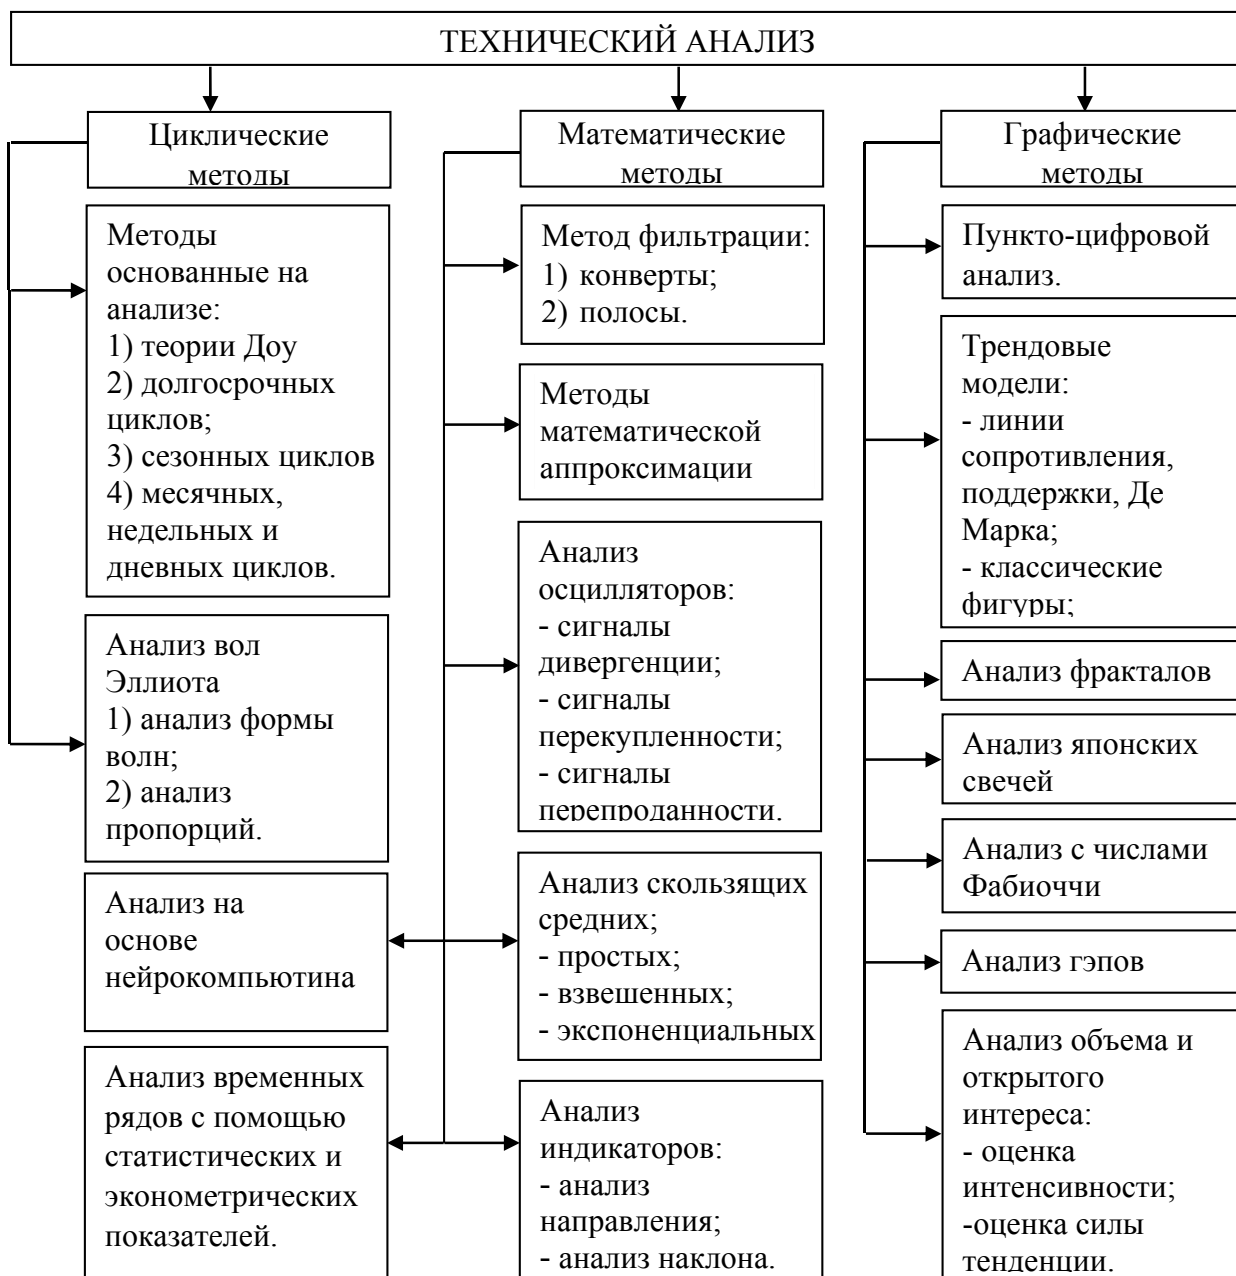 ТЕХНИЧЕСКИЙ АНАЛИЗ
Циклические
методы
Методы
основанные на
анализе:
1) теории Доу
2) долгосрочных
циклов;
3) сезонных циклов
4) месячных,
недельных и
дневных циклов.
Анализ вол
Эллиота
1) анализ формы
волн;
2) анализ
пропорций.
Анализ на
основе
нейрокомпьютина
Анализ временных
рядов с помощью
статистических и
эконометрических
показателей.
Математические
методы
Метод фильтрации:
1) конверты;
2) полосы.
Методы
математической
аппроксимации
Анализ
осцилляторов:
- сигналы
дивергенции;
- сигналы
перекупленности;
- сигналы
перепроданности.
Анализ скользящих
средних;
- простых;
- взвешенных;
- экспоненциальных
Анализ
индикаторов:
- анализ
направления;
- анализ наклона.
Графические
методы
Пункто-цифровой
анализ.
Трендовые
модели:
- линии
сопротивления,
поддержки, Де
Марка;
- классические
фигуры;
Анализ фракталов
Анализ японских
свечей
Анализ с числами
Фабиоччи
Анализ гэпов
Анализ объема и
открытого
интереса:
- оценка
интенсивности;
-оценка силы
тенденции.